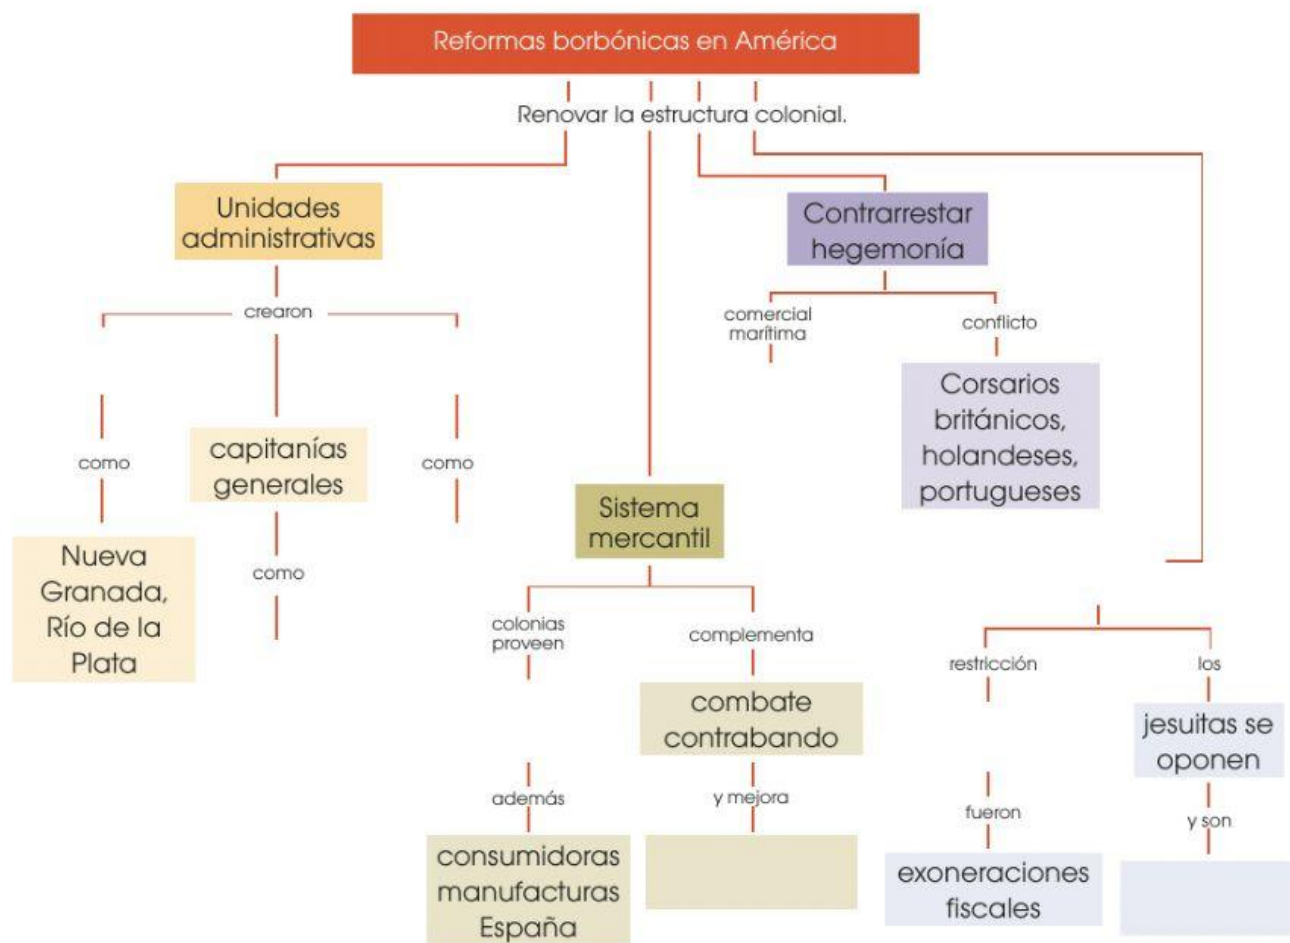 Reformas borbónicas en América
Renovar la estructura colonial.
Unidades
administrativas
crearon
como
Nueva
Granada,
Río de la
Plata
capitanías
generales
como
como
Sistema
mercantil
colonias
proveen
además
consumidoras
manufacturas
España
complementa
combate
contrabando
y mejora
Contrarrestar
hegemonía
comercial
marítima
conflicto
Corsarios
británicos,
holandeses,
portugueses
restricción
fueron
exoneraciones
fiscales
los
jesuitas se
oponen
y son